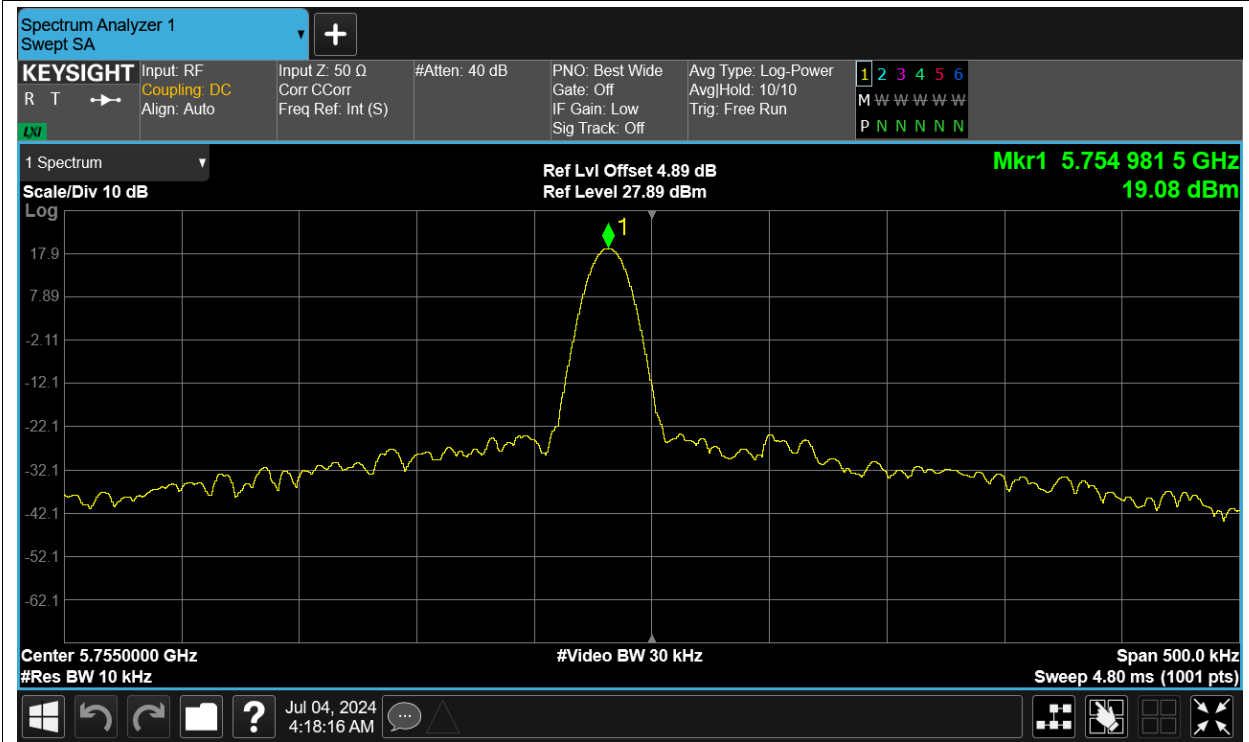 Spectrum Analyzer 1
Swept SA
+
KEYSIGHT
R T
LXI
Input: RF
Coupling: DC
Align: Auto
Input Z: 50 Ω
Corr CCorr
Freq Ref: Int (S)
#Atten: 40 dB
PNO: Best Wide
Gate: Off
IF Gain: Low
Sig Track: Off
Avg Type: Log-Power
Avg|Hold: 10/10
Trig: Free Run
1 2 3 4 5 6
M W W W W W
P N N N N N
1 Spectrum
Scale/Div 10 dB
Log
Ref Lvl Offset 4.89 dB
Ref Level 27.89 dBm
Mkr1 5.754 981 5 GHz
19.08 dBm
1
17.9
7.89
-2.11
-12.1
-22.1
-32.1
-42.1
-52.1
-62.1
Center 5.7550000 GHz
#Res BW 10 kHz
#Video BW 30 kHz
Span 500.0 kHz
Sweep 4.80 ms (1001 pts)
?
Jul 04, 2024
4:18:16 AM